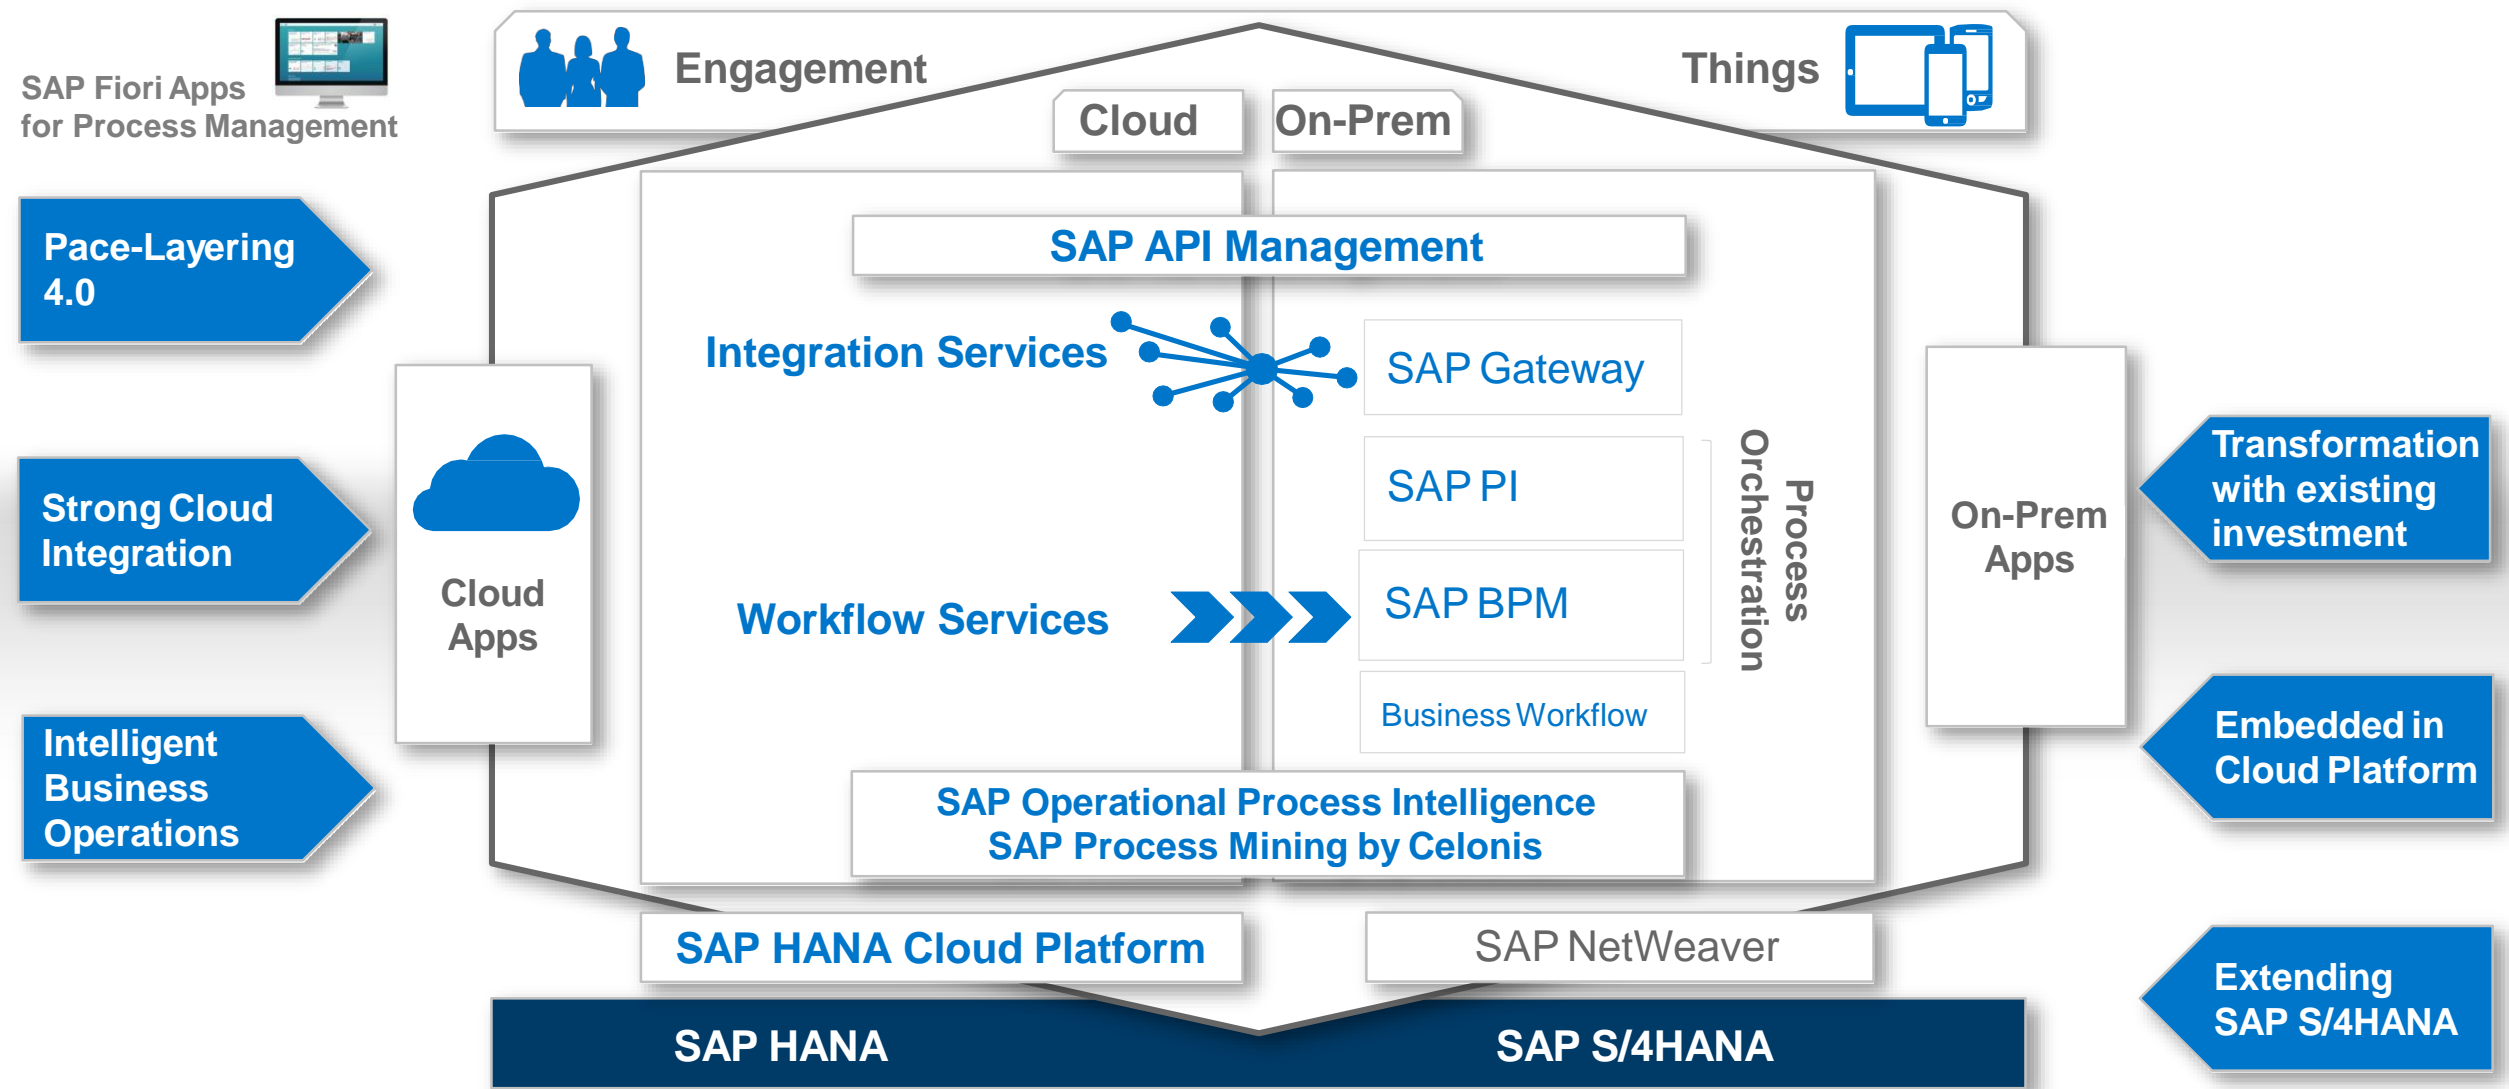 SAP Fiori Apps
for Process Management
Engagement
Things
Cloud
On-Prem
Pace-Layering
4.0
Strong Cloud
Integration
Intelligent
Business
Operations
Cloud
Apps
SAP API Management
Integration Services
Workflow Services
SAP Gateway
SAP PI
SAP BPM
Business Workflow
Process
Orchestration
SAP Operational Process Intelligence
SAP Process Mining by Celonis
On-Prem
Apps
Transformation
with existing
investment
Embedded in
Cloud Platform
Extending
SAP S/4HANA
SAP HANA Cloud Platform
SAP NetWeaver
SAP HANA
SAP S/4HANA